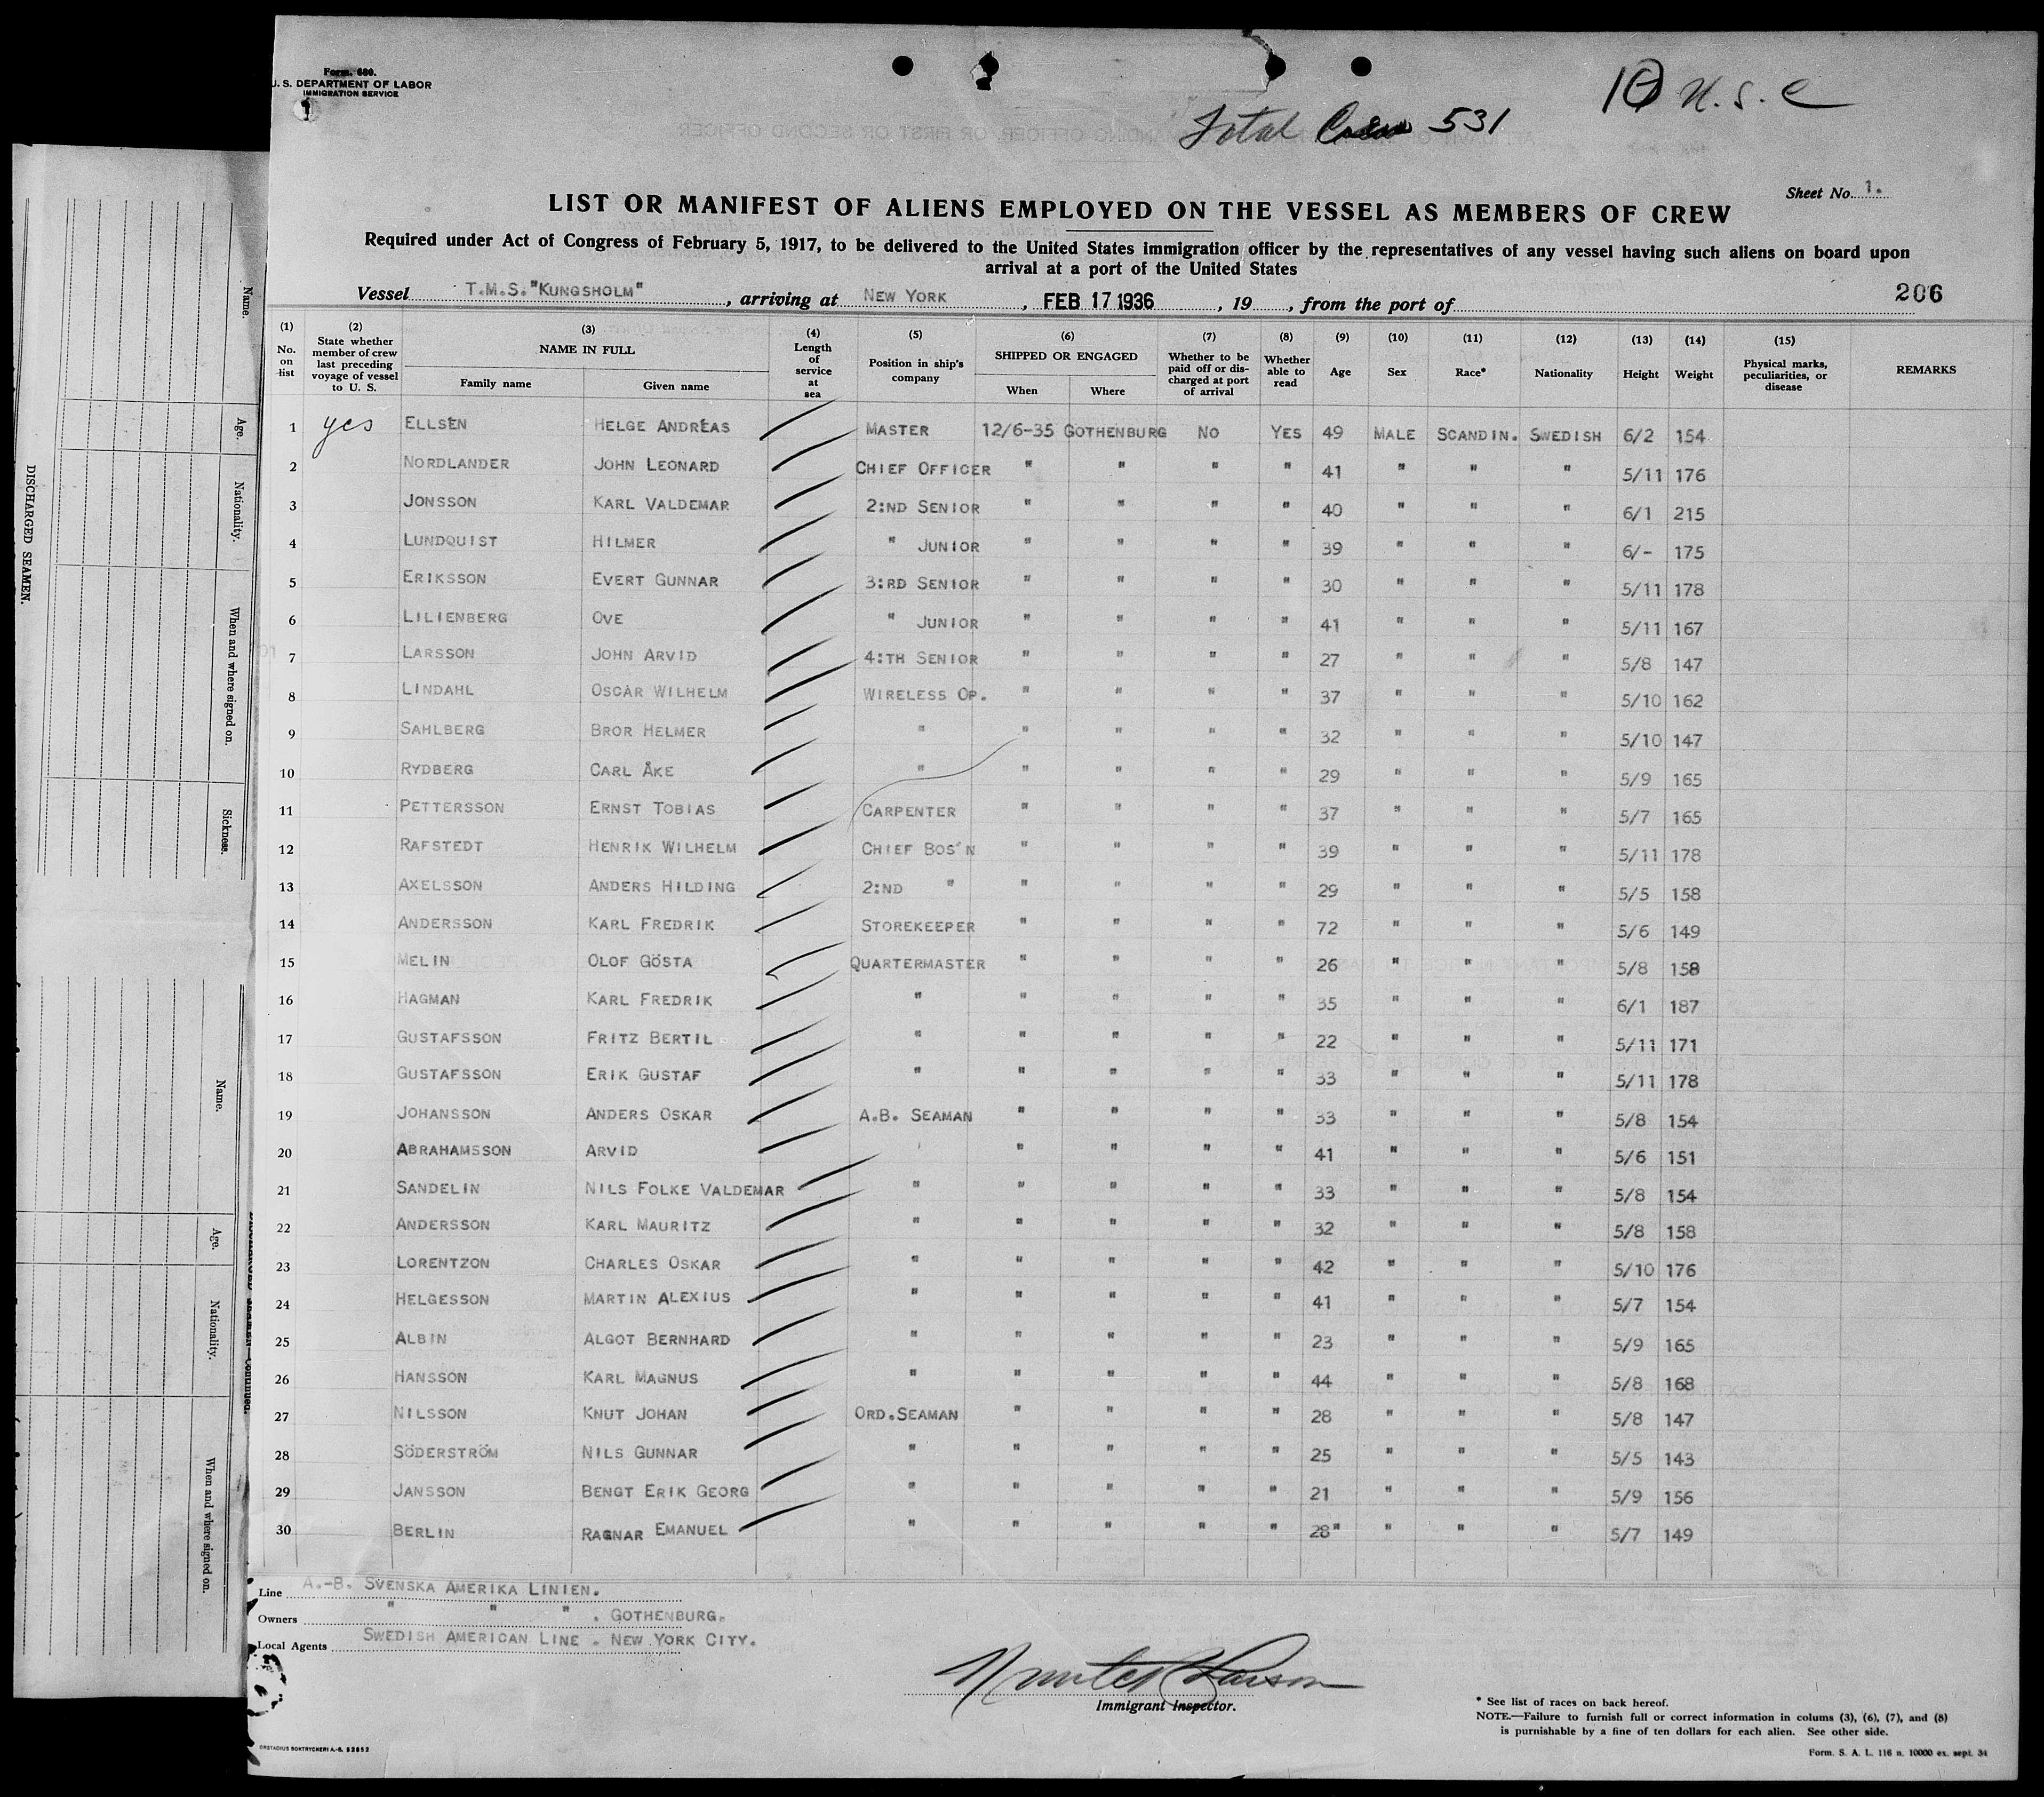 Form 680.
U. S. DEPARTMENT OF LABOR
IMMIGRATION SERVICE
10 U.S.C
Total Crew 531
Sheet No. 1.
LIST OR MANIFEST OF ALIENS EMPLOYED ON THE VESSEL AS MEMBERS OF CREW
Required under Act of Congress of February 5, 1917, to be delivered to the United States immigration officer by the representatives of any vessel having such aliens on board upon
arrival at a port of the United States
Vessel T.M.S. "KUNGSHOLM", arriving at NEW YORK, FEB 17 1936, 19, from the port of
206
(1) No. on list (2) State whether member of crew last preceding voyage of vessel to U. S. (3) NAME IN FULL Family name Given name (4) Length of service at sea (5) Position in ship's company (6) SHIPPED OR ENGAGED When Where (7) Whether to be paid off or discharged at port of arrival (8) Whether able to read (9) Age (10) Sex (11) Race* (12) Nationality (13) Height (14) Weight (15) Physical marks, peculiarities, or disease REMARKS
1 yes ELLSEN HELGE ANDREAS MASTER 12/6-35 GOTHENBURG NO YES 49 MALE SCANDIN. SWEDISH 6/2 154
2 NORDLANDER JOHN LEONARD CHIEF OFFICER " " " " 41 " " " 5/11 176
3 JONSSON KARL VALDEMAR 2:ND SENIOR " " " " 40 " " " 6/1 215
4 LUNDQUIST HILMER " JUNIOR " " " " 39 " " " 6/- 175
5 ERIKSSON EVERT GUNNAR 3:RD SENIOR " " " " 30 " " " 5/11 178
6 LILIENBERG OVE " JUNIOR " " " " 41 " " " 5/11 167
7 LARSSON JOHN ARVID 4:TH SENIOR " " " " 27 " " " 5/8 147
8 LINDAHL OSCAR WILHELM WIRELESS OP. " " " " 37 " " " 5/10 162
9 SAHLBERG BROR HELMER " " " " " 32 " " " 5/10 147
10 RYDBERG CARL ÅKE " " " " " 29 " " " 5/9 165
11 PETTERSSON ERNST TOBIAS CARPENTER " " " " 37 " " " 5/7 165
12 RAFSTEDT HENRIK WILHELM CHIEF BOS'N " " " " 39 " " " 5/11 178
13 AXELSSON ANDERS HILDING 2:ND " " " " " 29 " " " 5/5 158
14 ANDERSSON KARL FREDRIK STOREKEEPER " " " " 72 " " " 5/6 149
15 MELIN OLOF GÖSTA QUARTERMASTER " " " " 26 " " " 5/8 158
16 HAGMAN KARL FREDRIK " " " " " 35 " " " 6/1 187
17 GUSTAFSSON FRITZ BERTIL " " " " " 22 " " " 5/11 171
18 GUSTAFSSON ERIK GUSTAF " " " " " 33 " " " 5/11 178
19 JOHANSSON ANDERS OSKAR A.B. SEAMAN " " " " 33 " " " 5/8 154
20 ABRAHAMSSON ARVID ' " " " " 41 " " " 5/6 151
21 SANDELIN NILS FOLKE VALDEMAR " " " " " 33 " " " 5/8 154
22 ANDERSSON KARL MAURITZ " " " " " 32 " " " 5/8 158
23 LORENTZON CHARLES OSKAR " " " " " 42 " " " 5/10 176
24 HELGESSON MARTIN ALEXIUS " " " " " 41 " " " 5/7 154
25 ALBIN ALGOT BERNHARD " " " " " 23 " " " 5/9 165
26 HANSSON KARL MAGNUS " " " " " 44 " " " 5/8 168
27 NILSSON KNUT JOHAN ORD.SEAMAN " " " " 28 " " " 5/8 147
28 SÖDERSTRÖM NILS GUNNAR " " " " " 25 " " " 5/5 143
29 JANSSON BENGT ERIK GEORG " " " " " 21 " " " 5/9 156
30 BERLIN RAGNAR EMANUEL " " " " " 28" " " " 5/7 149
Line A.-B. SVENSKA AMERIKA LINIEN.
Owners " " " . GOTHENBURG.
Local Agents SWEDISH AMERICAN LINE . NEW YORK CITY.
Immigrant Inspector.
* See list of races on back hereof.
NOTE.—Failure to furnish full or correct information in colums (3), (6), (7), and (8)
is punishable by a fine of ten dollars for each alien. See other side.
ORSTADIUS BOKTRYCKERI A.-B. 52852
Form. S. A. L. 116 n. 10000 ex. sept. 34
DISCHARGED SEAMEN.
Name.
Age.
Nationality.
When and where signed on.
Sickness.
DISCHARGED SEAMEN—Continued.
Name.
Age.
Nationality.
When and where signed on.